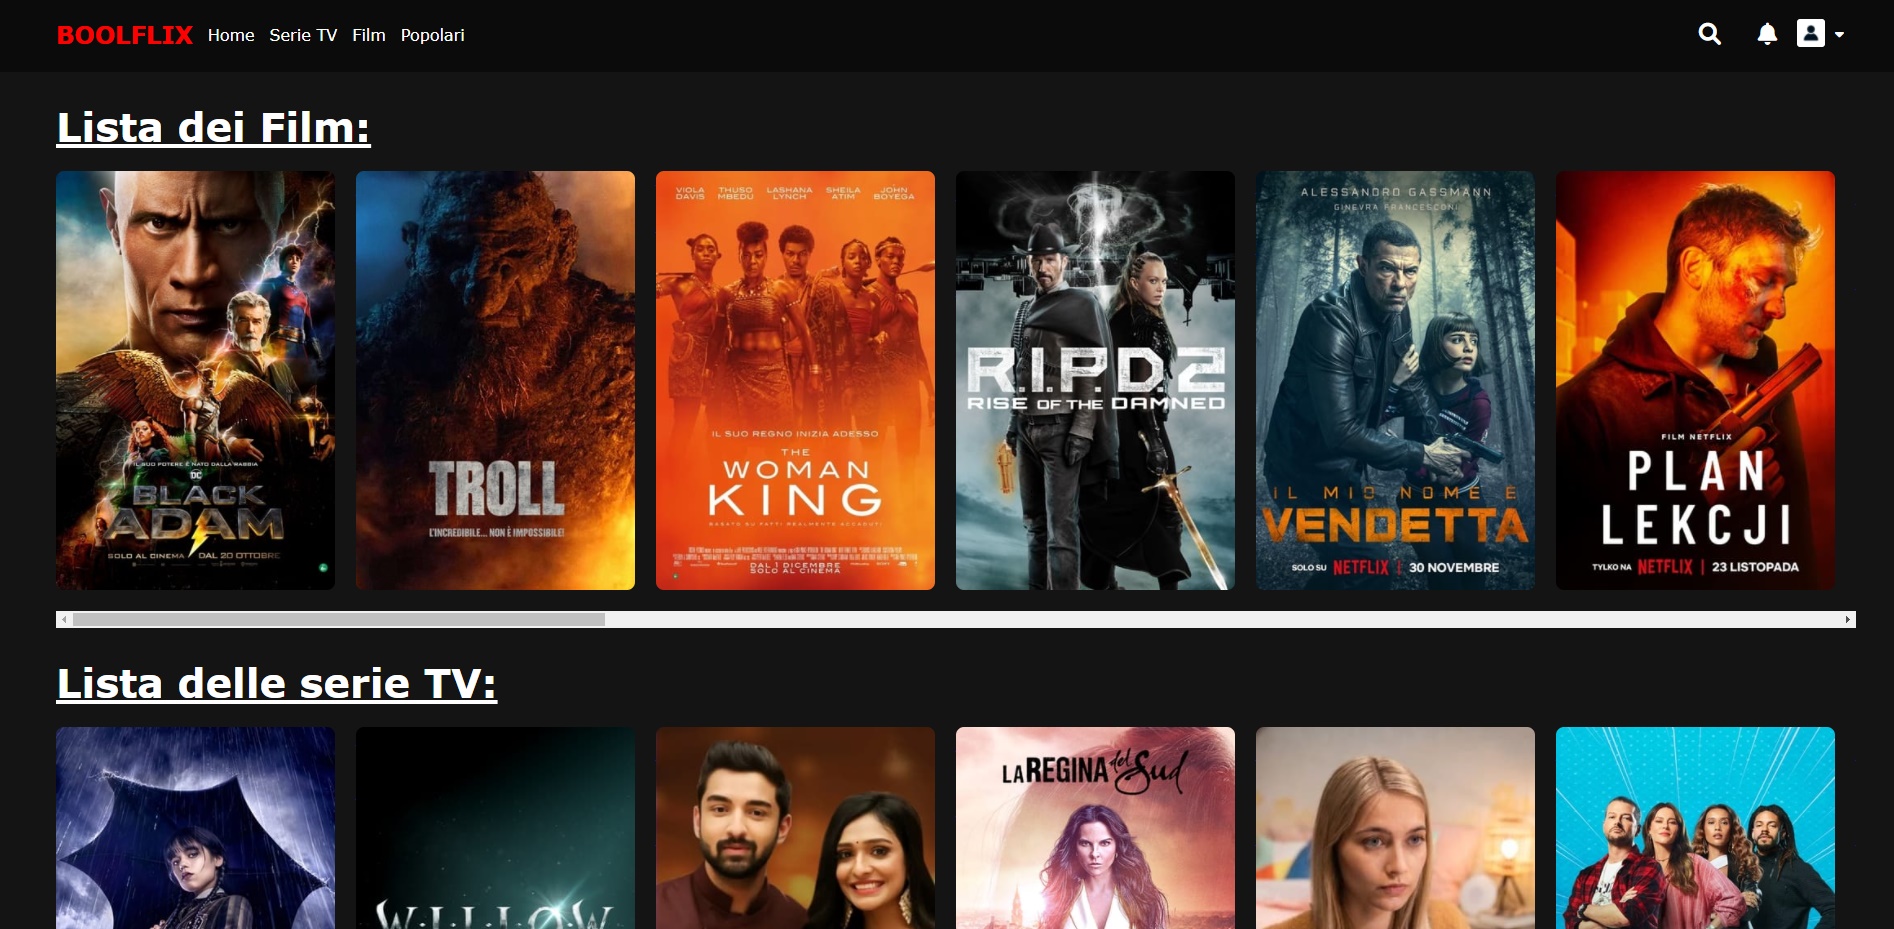 BOOLFLIX Home Serie TV Film Popolari
Lista dei Film:
IL SUO POTERE È NATO DALLA RABBIA
DC
BLACK
ADAM
SOLO AL CINEMA DAL 20 OTTOBRE
TROLL
L'INCREDIBILE... NON È IMPOSSIBILE!
VIOLA DAVIS THUSO MBEDU LASHANA LYNCH SHEILA ATIM JOHN BOYEGA
IL SUO REGNO INIZIA ADESSO
THE
WOMAN
KING
BASATO SU FATTI REALMENTE ACCADUTI
DAL 1 DICEMBRE
SOLO AL CINEMA
R.I.P.D.2
RISE OF THE DAMNED
ALESSANDRO GASSMANN
GINEVRA FRANCESCONI
IL MIO NOME È
VENDETTA
SOLO SU NETFLIX | 30 NOVEMBRE
FILM NETFLIX
PLAN
LEKCJI
TYLKO NA NETFLIX | 23 LISTOPADA
Lista delle serie TV:
WILLOW
LA REGINA del Sud